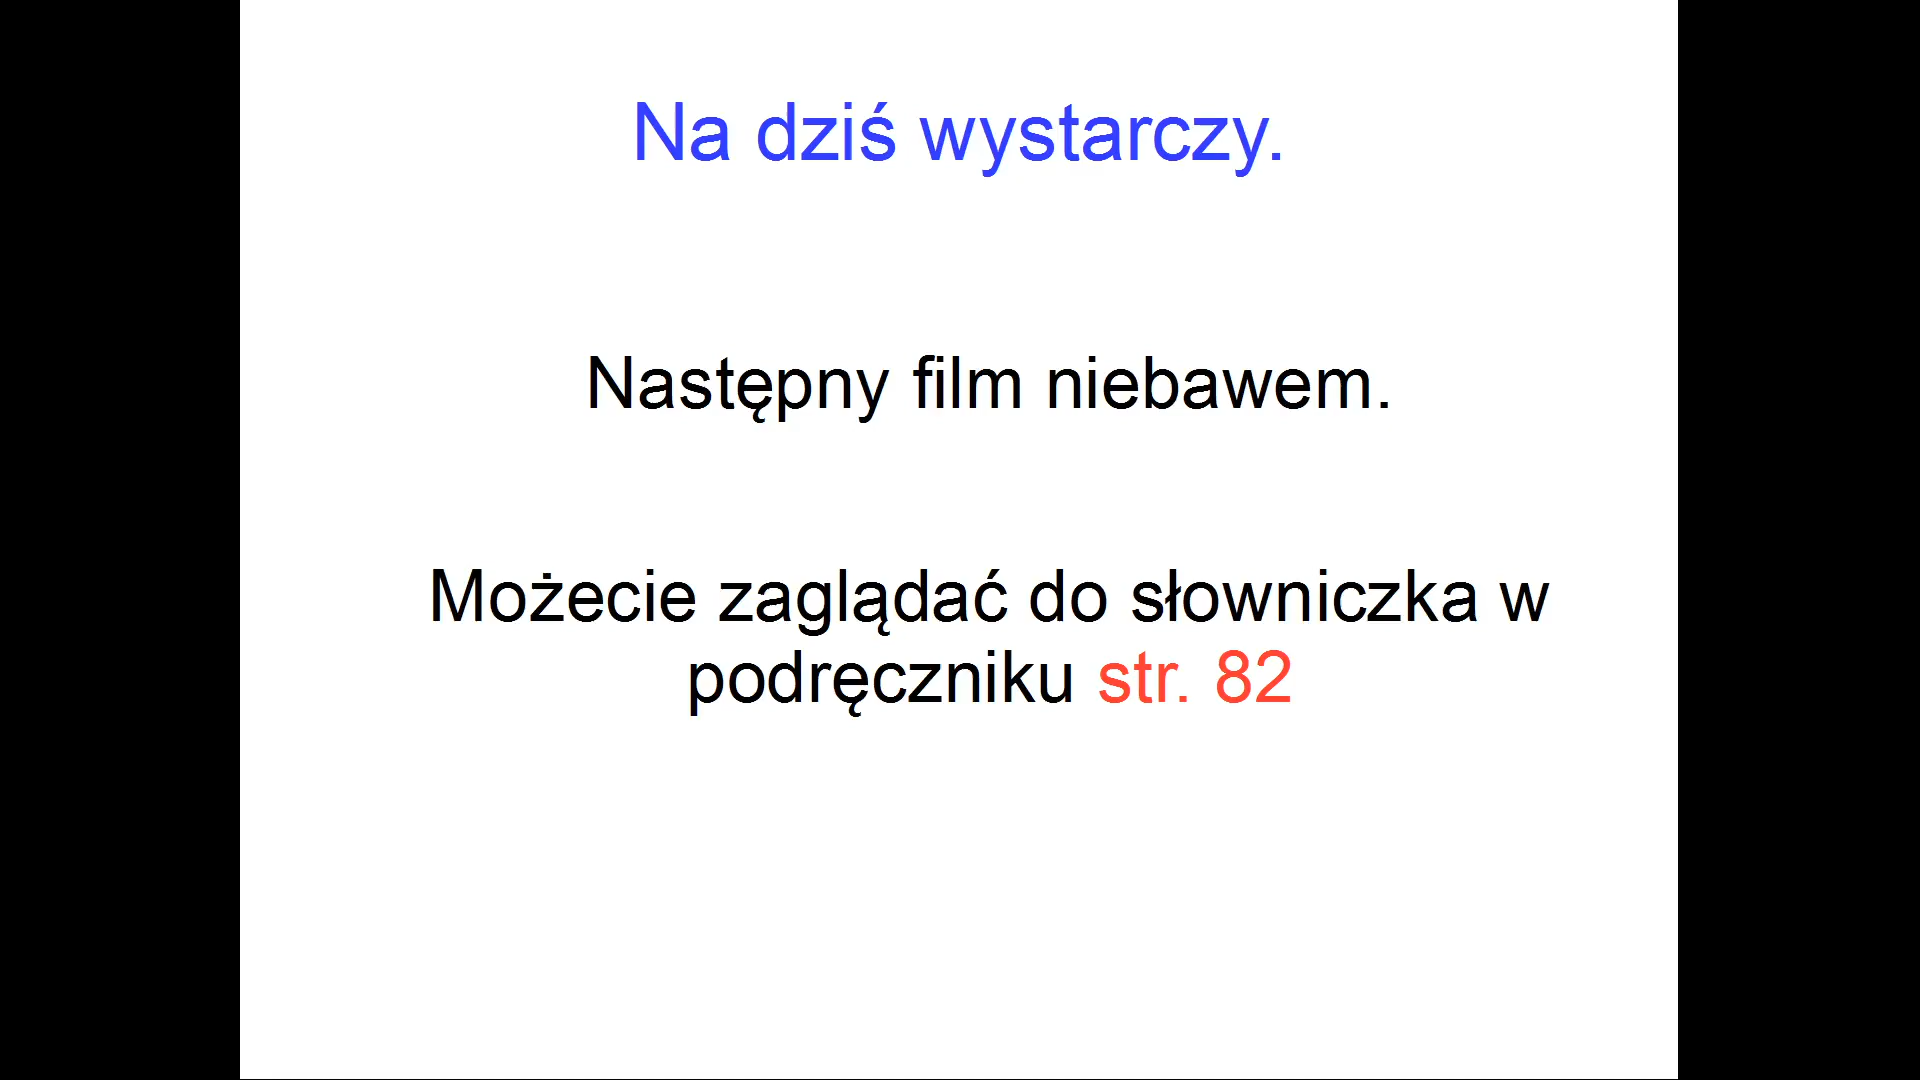 Na dziś wystarczy.
Następny film niebawem.
Możecie zaglądać do słowniczka w
podręczniku str. 82